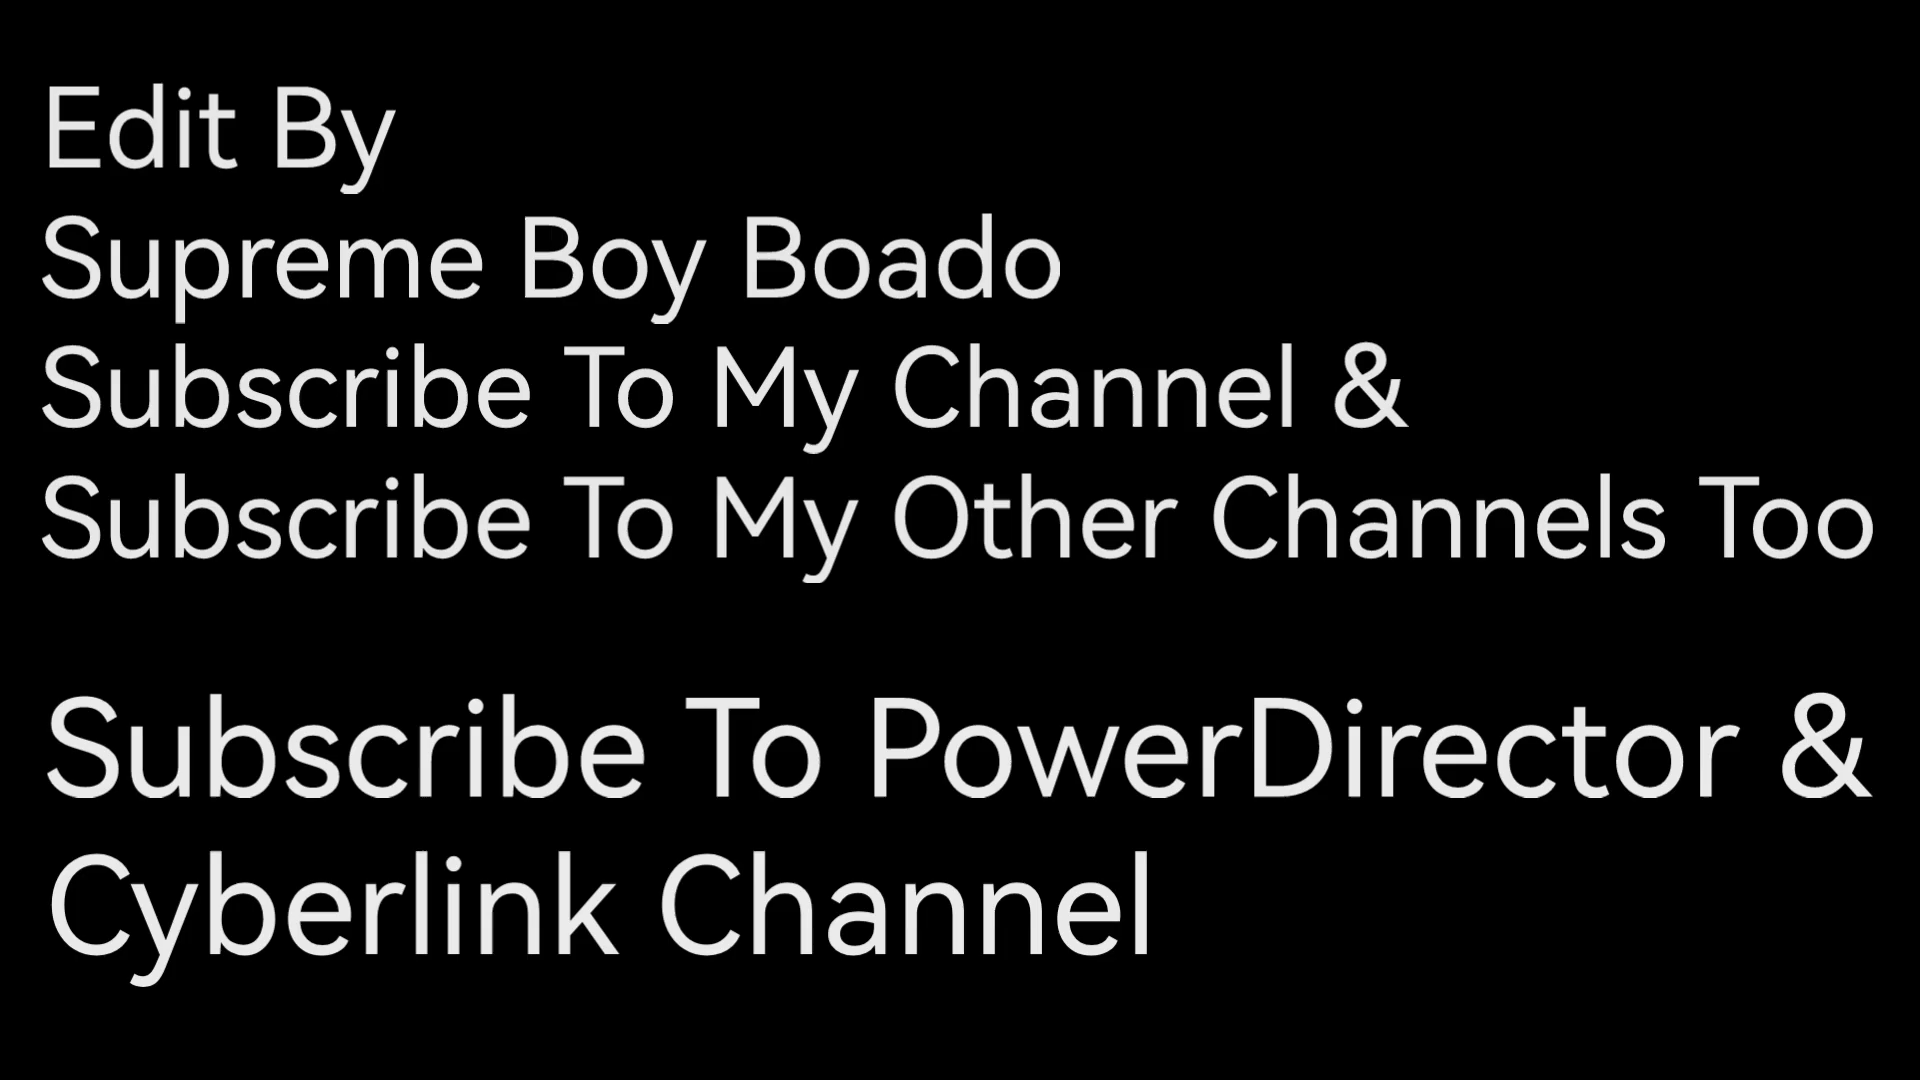 Edit By
Supreme Boy Boado
Subscribe To My Channel &
Subscribe To My Other Channels Too
Subscribe To PowerDirector &
Cyberlink Channel